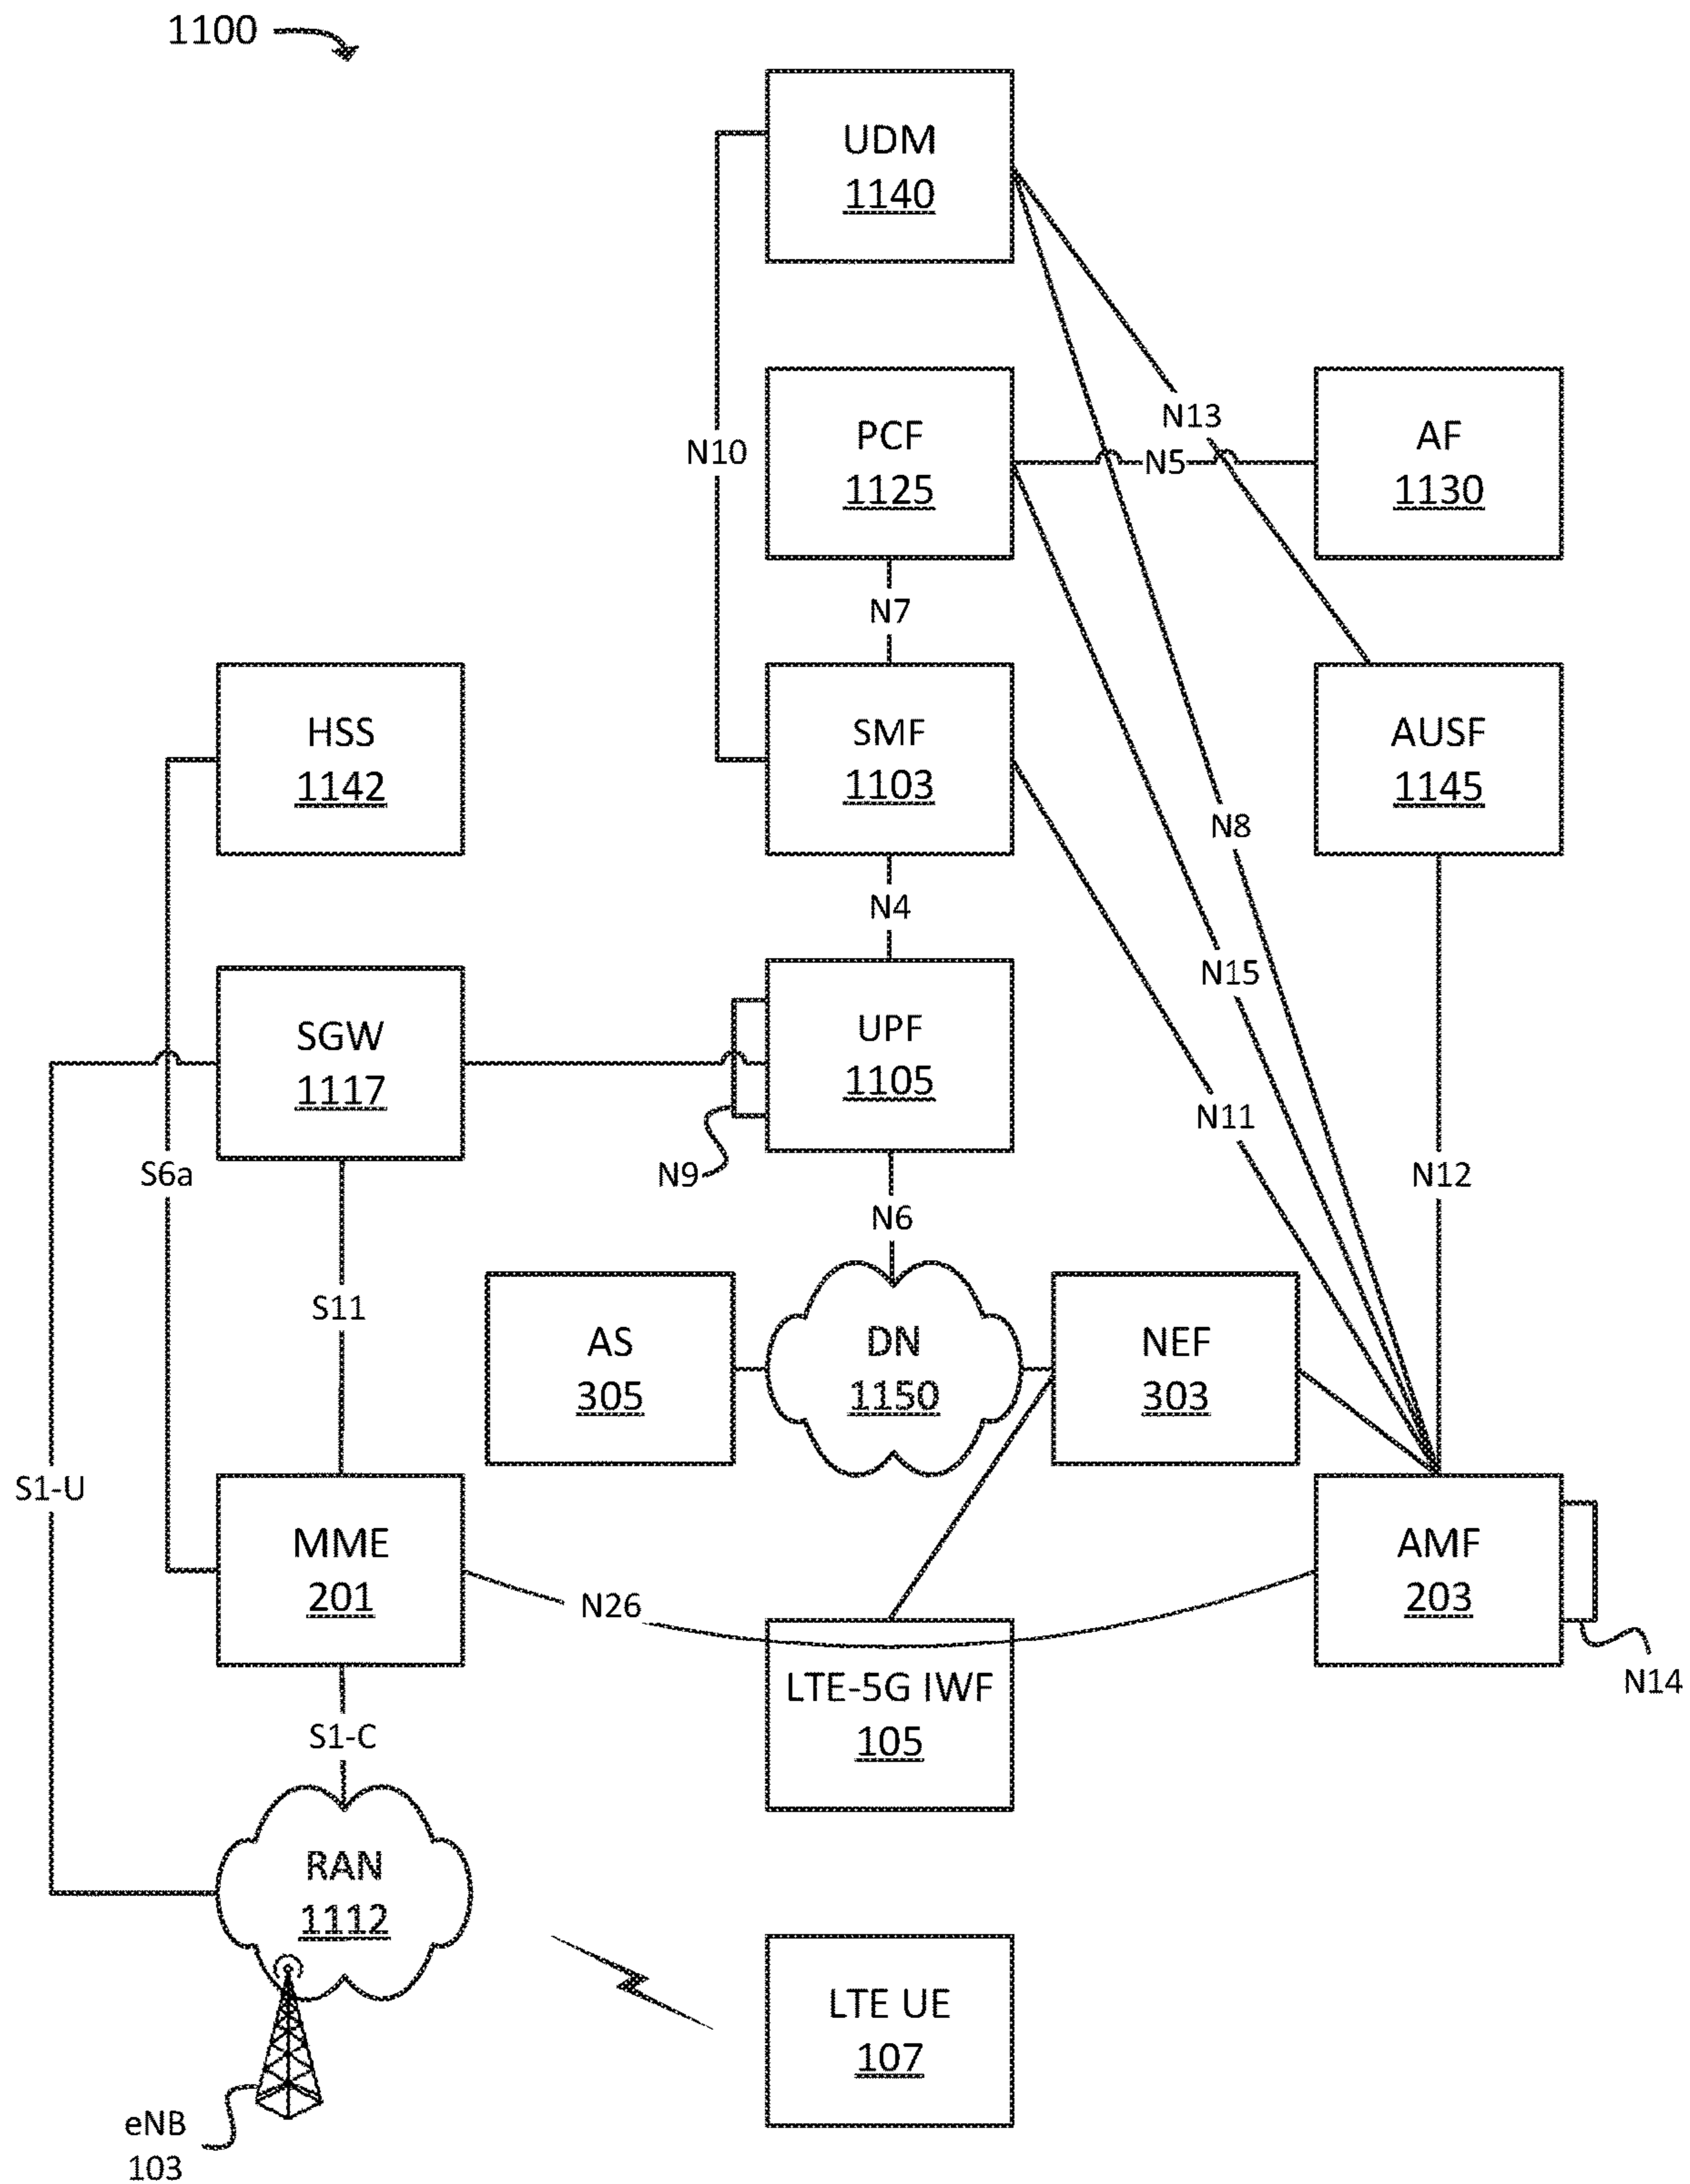 1100
UDM
1140
N13
PCF
1125
N10
N5
AF
1130
N7
HSS
1142
SMF
1103
AUSF
1145
N8
N4
N15
SGW
1117
UPF
1105
N11
S6a
N9
N12
N6
S11
AS
305
DN
1150
NEF
303
S1-U
MME
201
N26
AMF
203
LTE-5G IWF
105
N14
S1-C
RAN
1112
LTE UE
107
eNB
103